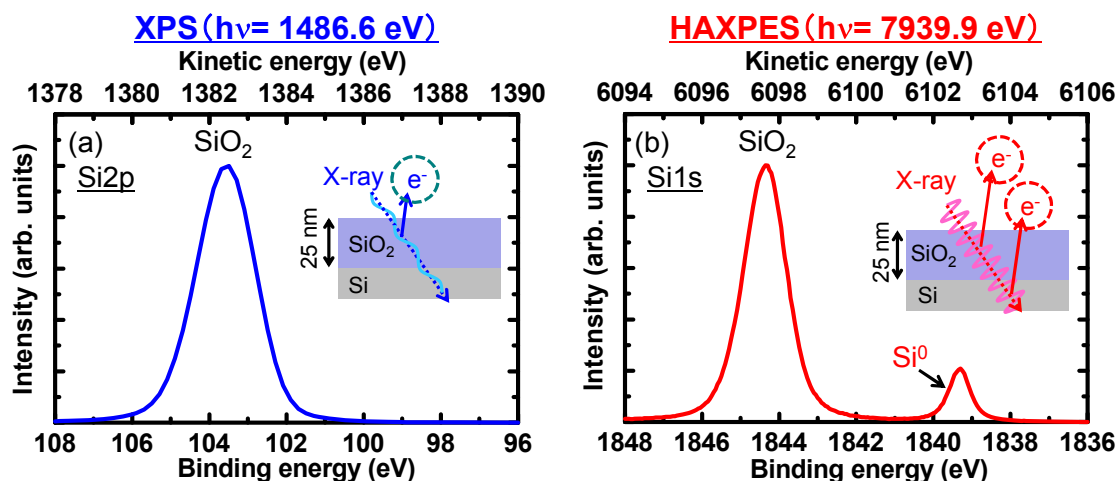 XPS(hν= 1486.6 eV)
Kinetic energy (eV)
1378 1380 1382 1384 1386 1388 1390
(a)
SiO2
Si2p
X-ray
e-
25 nm
SiO2
Si
Intensity (arb. units)
108 106 104 102 100 98 96
Binding energy (eV)
HAXPES(hν= 7939.9 eV)
Kinetic energy (eV)
6094 6096 6098 6100 6102 6104 6106
(b)
SiO2
Si1s
e-
X-ray
e-
25 nm
SiO2
Si
Si0
Intensity (arb. units)
1848 1846 1844 1842 1840 1838 1836
Binding energy (eV)